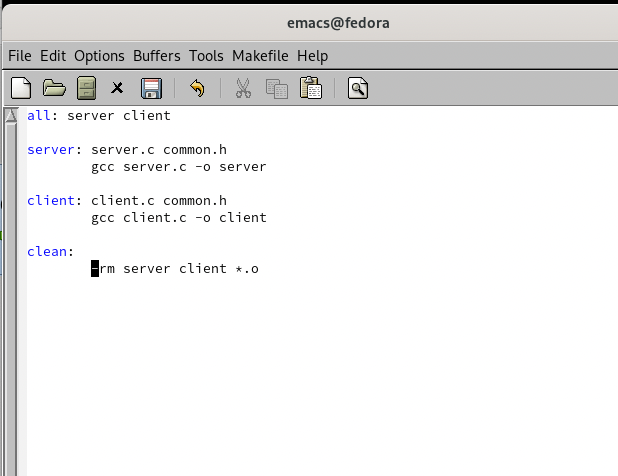 emacs@fedora
File Edit Options Buffers Tools Makefile Help
all: server client
server: server.c common.h
gcc server.c -o server
client: client.c common.h
gcc client.c -o client
clean:
-rm server client *.o